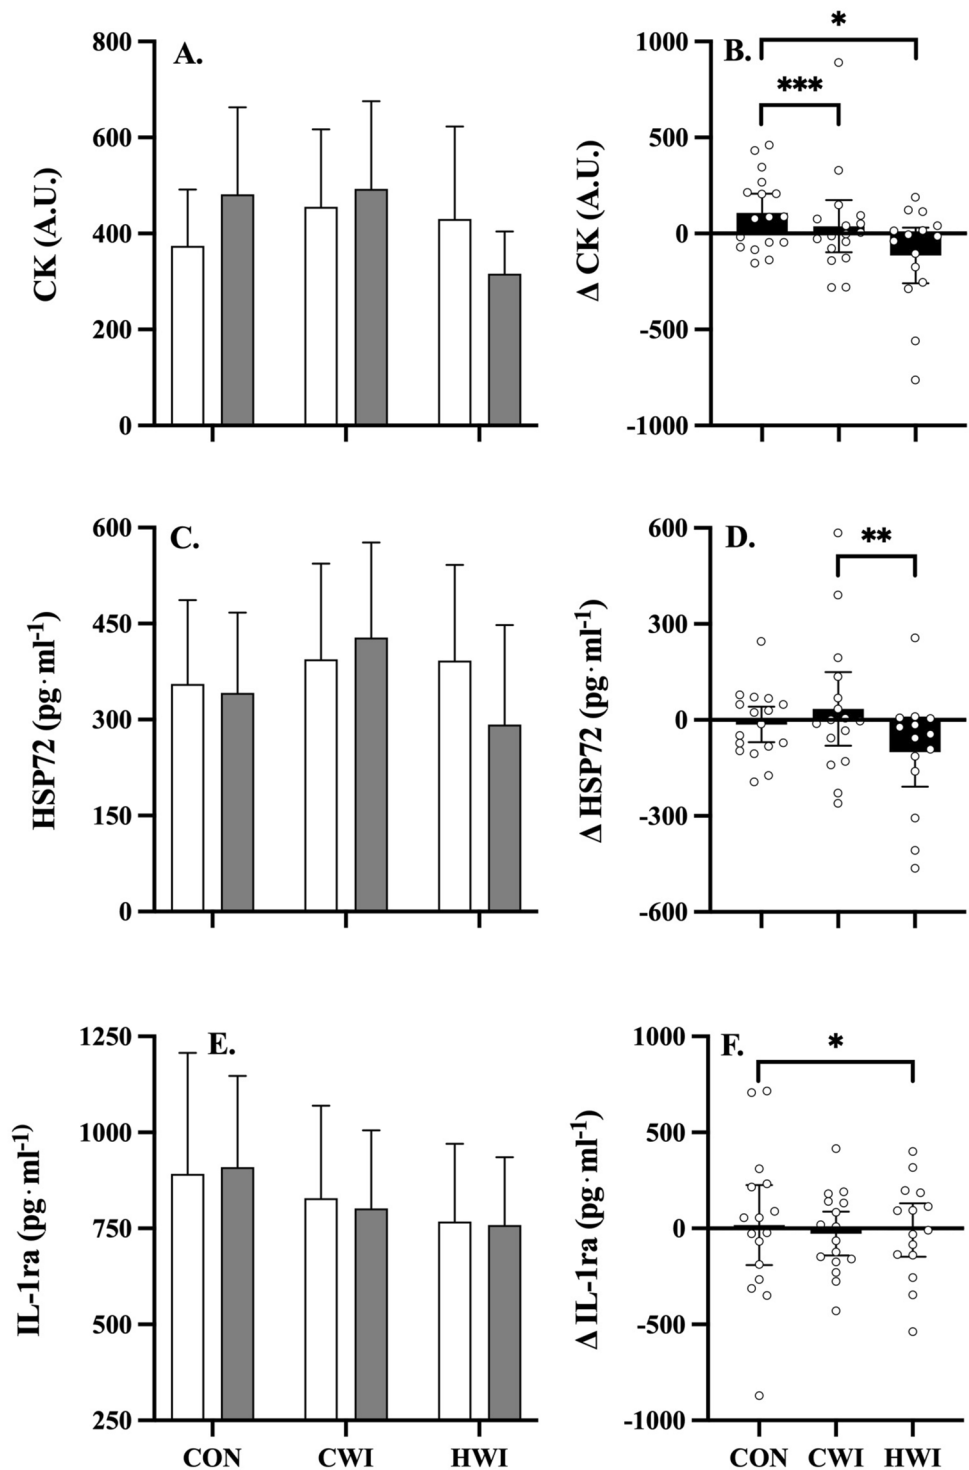 A.
CK (A.U.)
800
600
400
200
0
B.
*
***
Δ CK (A.U.)
1000
500
0
-500
-1000
C.
HSP72 (pg·ml-1)
600
450
300
150
0
D.
**
Δ HSP72 (pg·ml-1)
600
300
0
-300
-600
E.
IL-1ra (pg·ml-1)
1250
1000
750
500
250
CON CWI HWI
F.
*
Δ IL-1ra (pg·ml-1)
1000
500
0
-500
-1000
CON CWI HWI